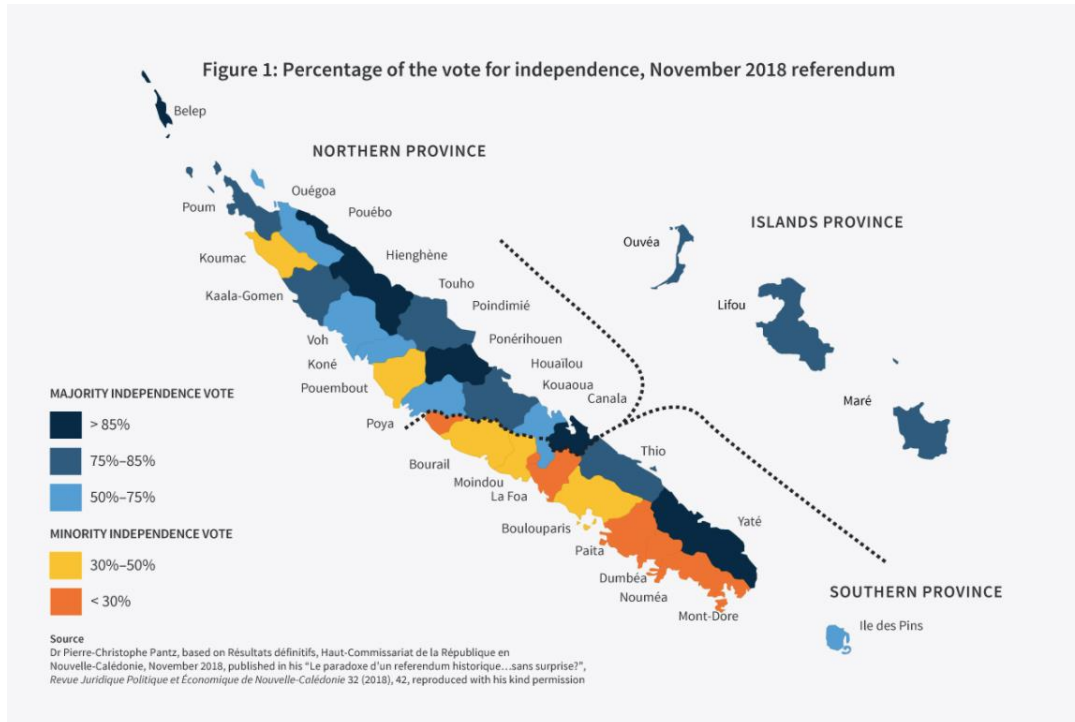 Figure 1: Percentage of the vote for independence, November 2018 referendum
Belep
NORTHERN PROVINCE
Ouégoa
Poum
Pouébo
ISLANDS PROVINCE
Ouvéa
Koumac
Hienghène
Kaala-Gomen
Touho
Lifou
Poindimié
Voh
Ponérihouen
Koné
Houaïlou
Pouembout
Kouaoua
Canala
MAJORITY INDEPENDENCE VOTE
> 85%
75%–85%
50%–75%
Maré
Poya
Thio
Bourail
Moindou
La Foa
MINORITY INDEPENDENCE VOTE
30%–50%
< 30%
Boulouparis
Yaté
Paita
Dumbéa
Nouméa
Mont-Dore
SOUTHERN PROVINCE
Ile des Pins
Source
Dr Pierre-Christophe Pantz, based on Résultats définitifs, Haut-Commissariat de la République en
Nouvelle-Calédonie, November 2018, published in his “Le paradoxe d’un referendum historique…sans surprise?”,
Revue Juridique Politique et Économique de Nouvelle-Calédonie 32 (2018), 42, reproduced with his kind permission